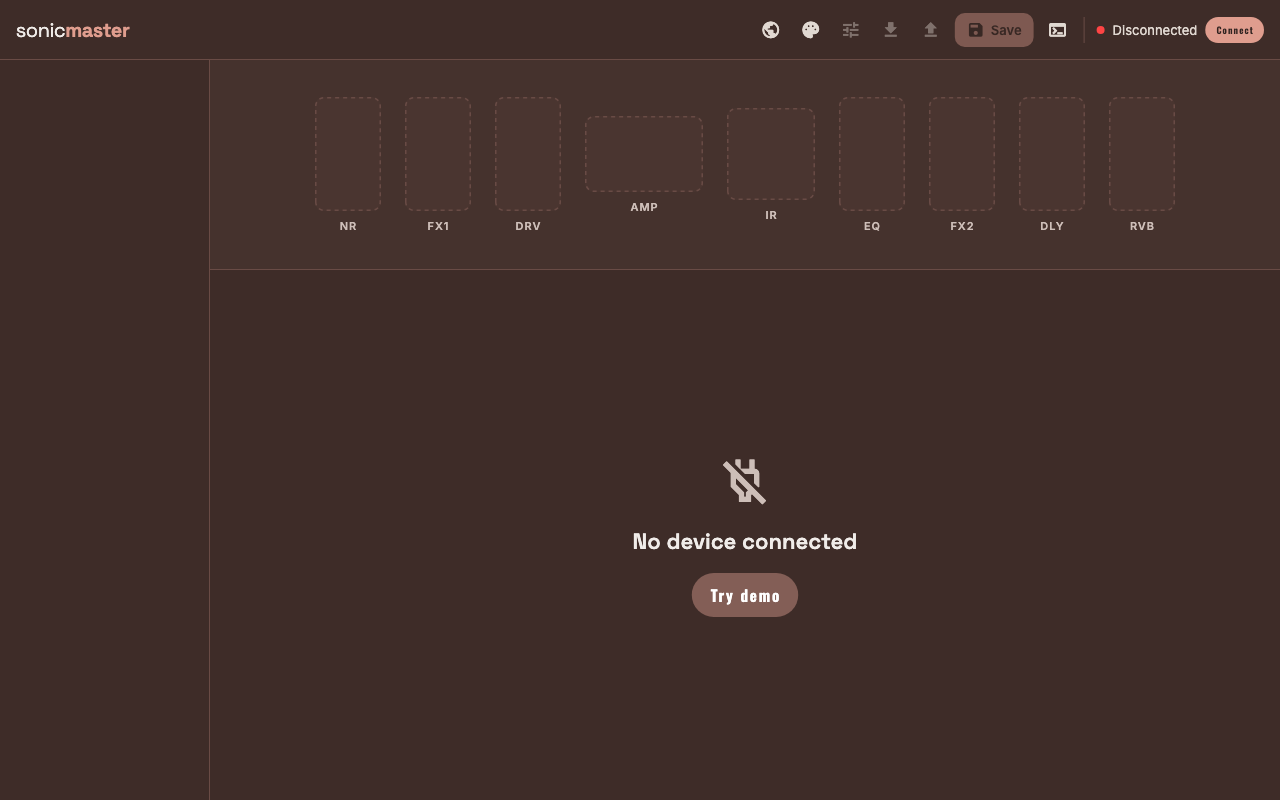 sonicmaster
Save
Disconnected
Connect
NR
FX1
DRV
AMP
IR
EQ
FX2
DLY
RVB
No device connected
Try demo